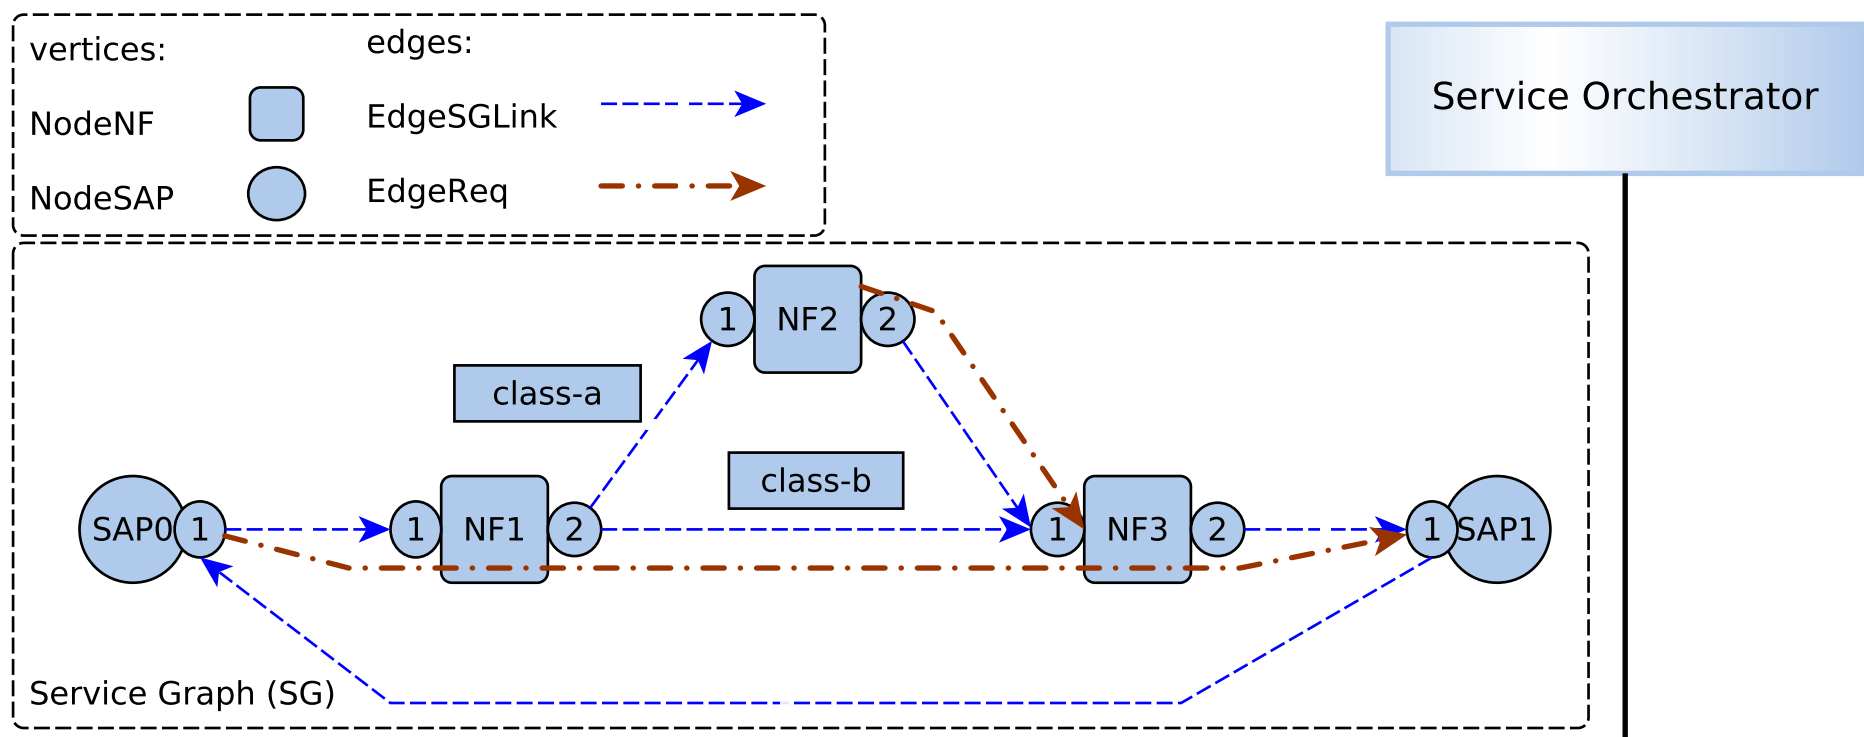 vertices:
edges:
NodeNF
EdgeSGLink
NodeSAP
EdgeReq
Service Orchestrator
1
NF2
2
class-a
class-b
SAP0
1
1
NF1
2
1
NF3
2
1
SAP1
Service Graph (SG)